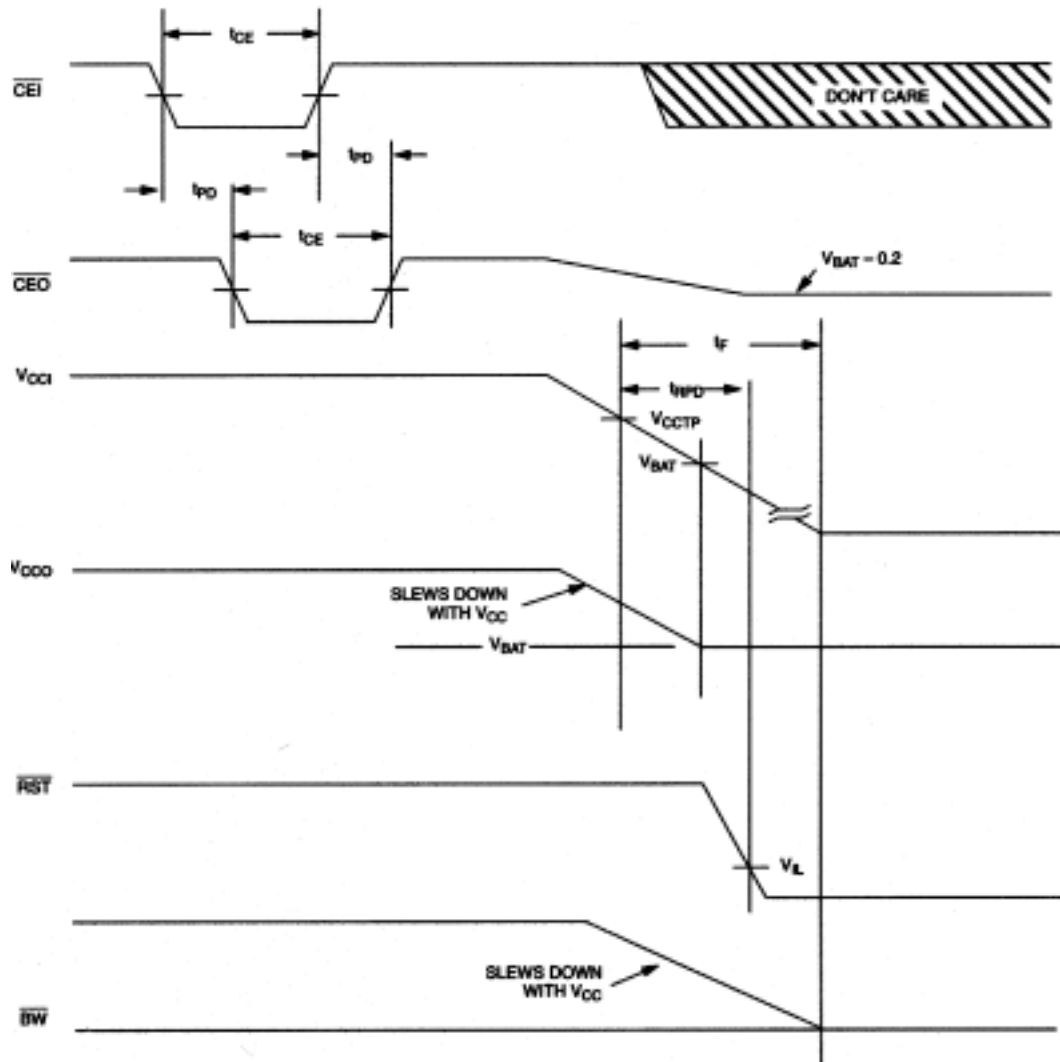 tCE
CEI
DON'T CARE
tPD
tPD
tCE
VBAT – 0.2
CEO
tF
VCCI
tRPD
VCCTP
VBAT
VCCO
SLEWS DOWN
WITH VCC
VBAT
RST
VIL
SLEWS DOWN
WITH VCC
BW